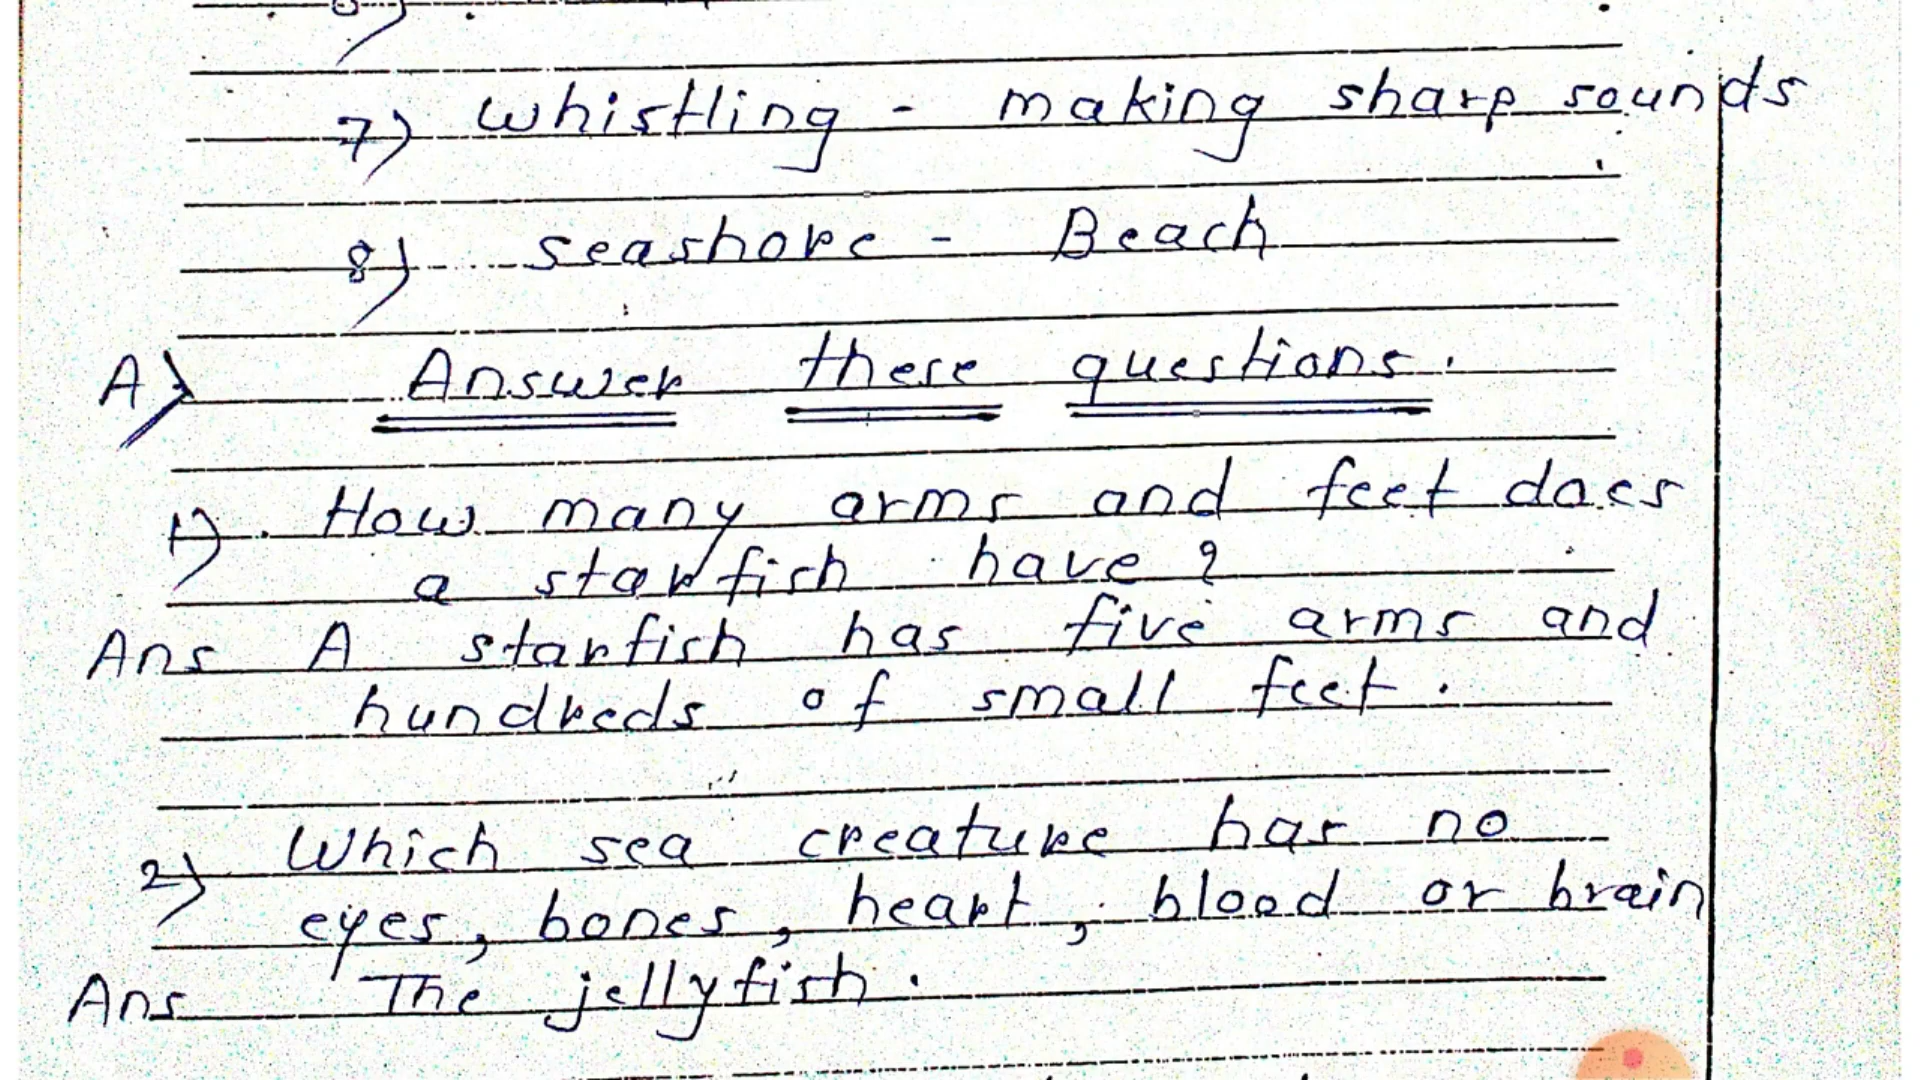 7) Whistling - making sharp sounds
8) seashore - Beach
A) Answer these questions.
1) How many arms and feet does
a starfish have?
Ans A starfish has five arms and
hundreds of small feet.
2) Which sea creature has no
eyes, bones, heart, blood or brain
Ans The jellyfish.